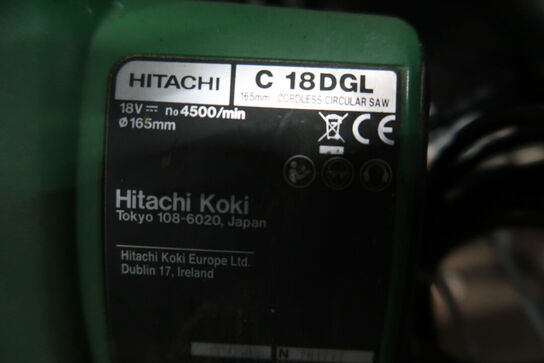 HITACHI
C 18DGL
165mm CORDLESS CIRCULAR SAW
18V⎓ no 4500/min
Ø165mm
CE
Hitachi Koki
Tokyo 108-6020, Japan
Hitachi Koki Europe Ltd.
Dublin 17, Ireland
N